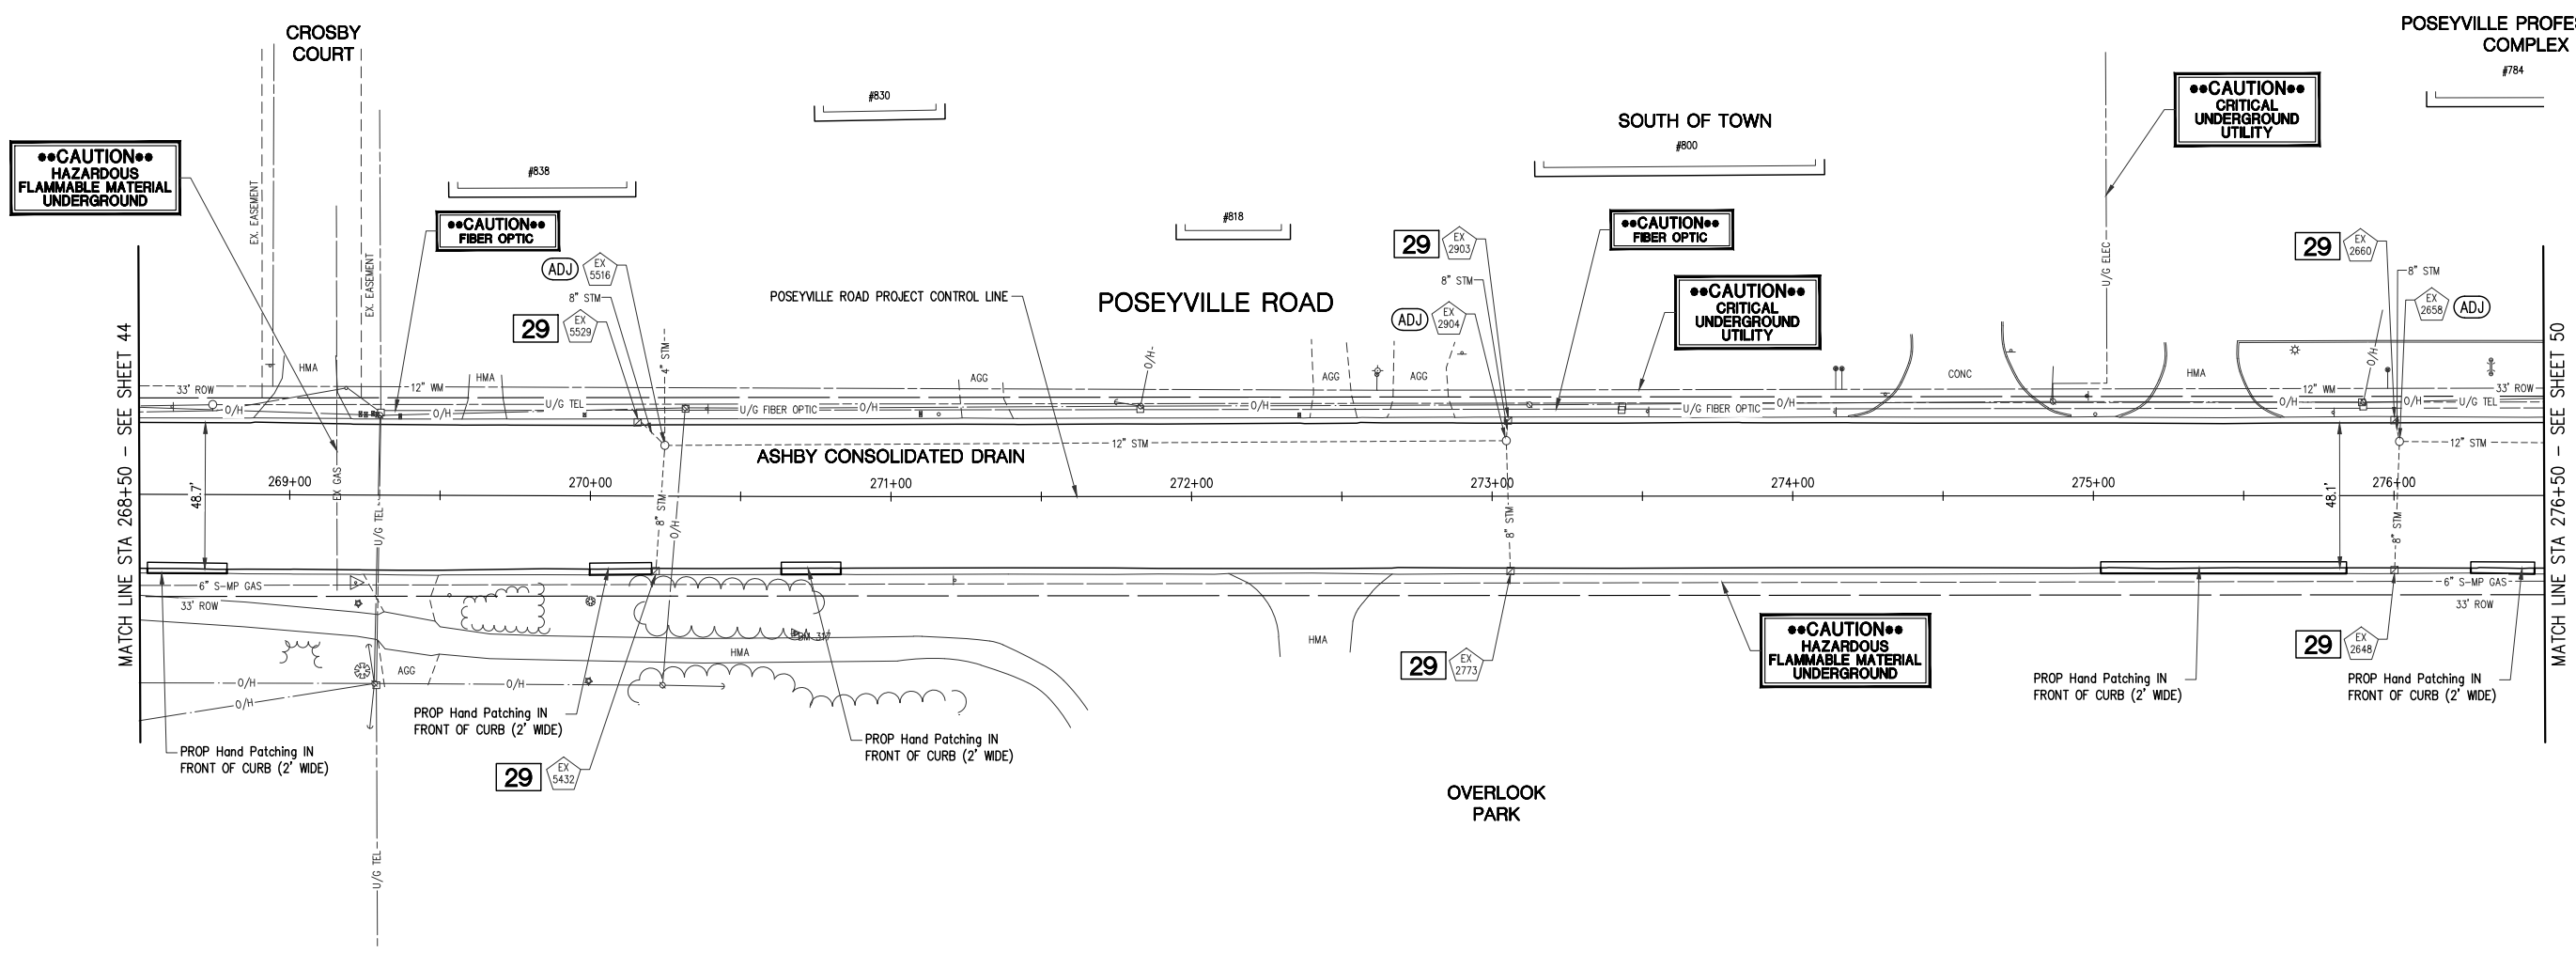 CROSBY
COURT
POSEYVILLE PROFES
COMPLEX
#784
#830
••CAUTION••
CRITICAL
UNDERGROUND
UTILITY
SOUTH OF TOWN
#800
••CAUTION••
HAZARDOUS
FLAMMABLE MATERIAL
UNDERGROUND
#838
EX. EASEMENT
#818
••CAUTION••
FIBER OPTIC
••CAUTION••
FIBER OPTIC
29
EX
2903
29
EX
2660
ADJ
EX
5516
8" STM
8" STM
8" STM
EX. EASEMENT
U/G ELEC
POSEYVILLE ROAD PROJECT CONTROL LINE
POSEYVILLE ROAD
••CAUTION••
CRITICAL
UNDERGROUND
UTILITY
EX
2658
ADJ
29
EX
5529
ADJ
EX
2904
MATCH LINE STA 268+50 - SEE SHEET 44
MATCH LINE STA 276+50 - SEE SHEET 50
4" STM
O/H
O/H
HMA
HMA
AGG
AGG
AGG
CONC
HMA
33' ROW
12" WM
12" WM
33' ROW
O/H
O/H
U/G TEL
U/G FIBER OPTIC
O/H
O/H
U/G FIBER OPTIC
O/H
O/H
O/H
U/G TEL
12" STM
12" STM
ASHBY CONSOLIDATED DRAIN
EX GAS
269+00
270+00
271+00
272+00
273+00
274+00
275+00
276+00
48.7'
48.1'
U/G TEL
8" STM
O/H
8" STM
8" STM
6" S-MP GAS
6" S-MP GAS
33' ROW
33' ROW
BM 317
HMA
HMA
AGG
••CAUTION••
HAZARDOUS
FLAMMABLE MATERIAL
UNDERGROUND
29
EX
2773
29
EX
2648
O/H
O/H
O/H
PROP Hand Patching IN
FRONT OF CURB (2' WIDE)
PROP Hand Patching IN
FRONT OF CURB (2' WIDE)
PROP Hand Patching IN
FRONT OF CURB (2' WIDE)
PROP Hand Patching IN
FRONT OF CURB (2' WIDE)
PROP Hand Patching IN
FRONT OF CURB (2' WIDE)
29
EX
5432
OVERLOOK
PARK
U/G TEL